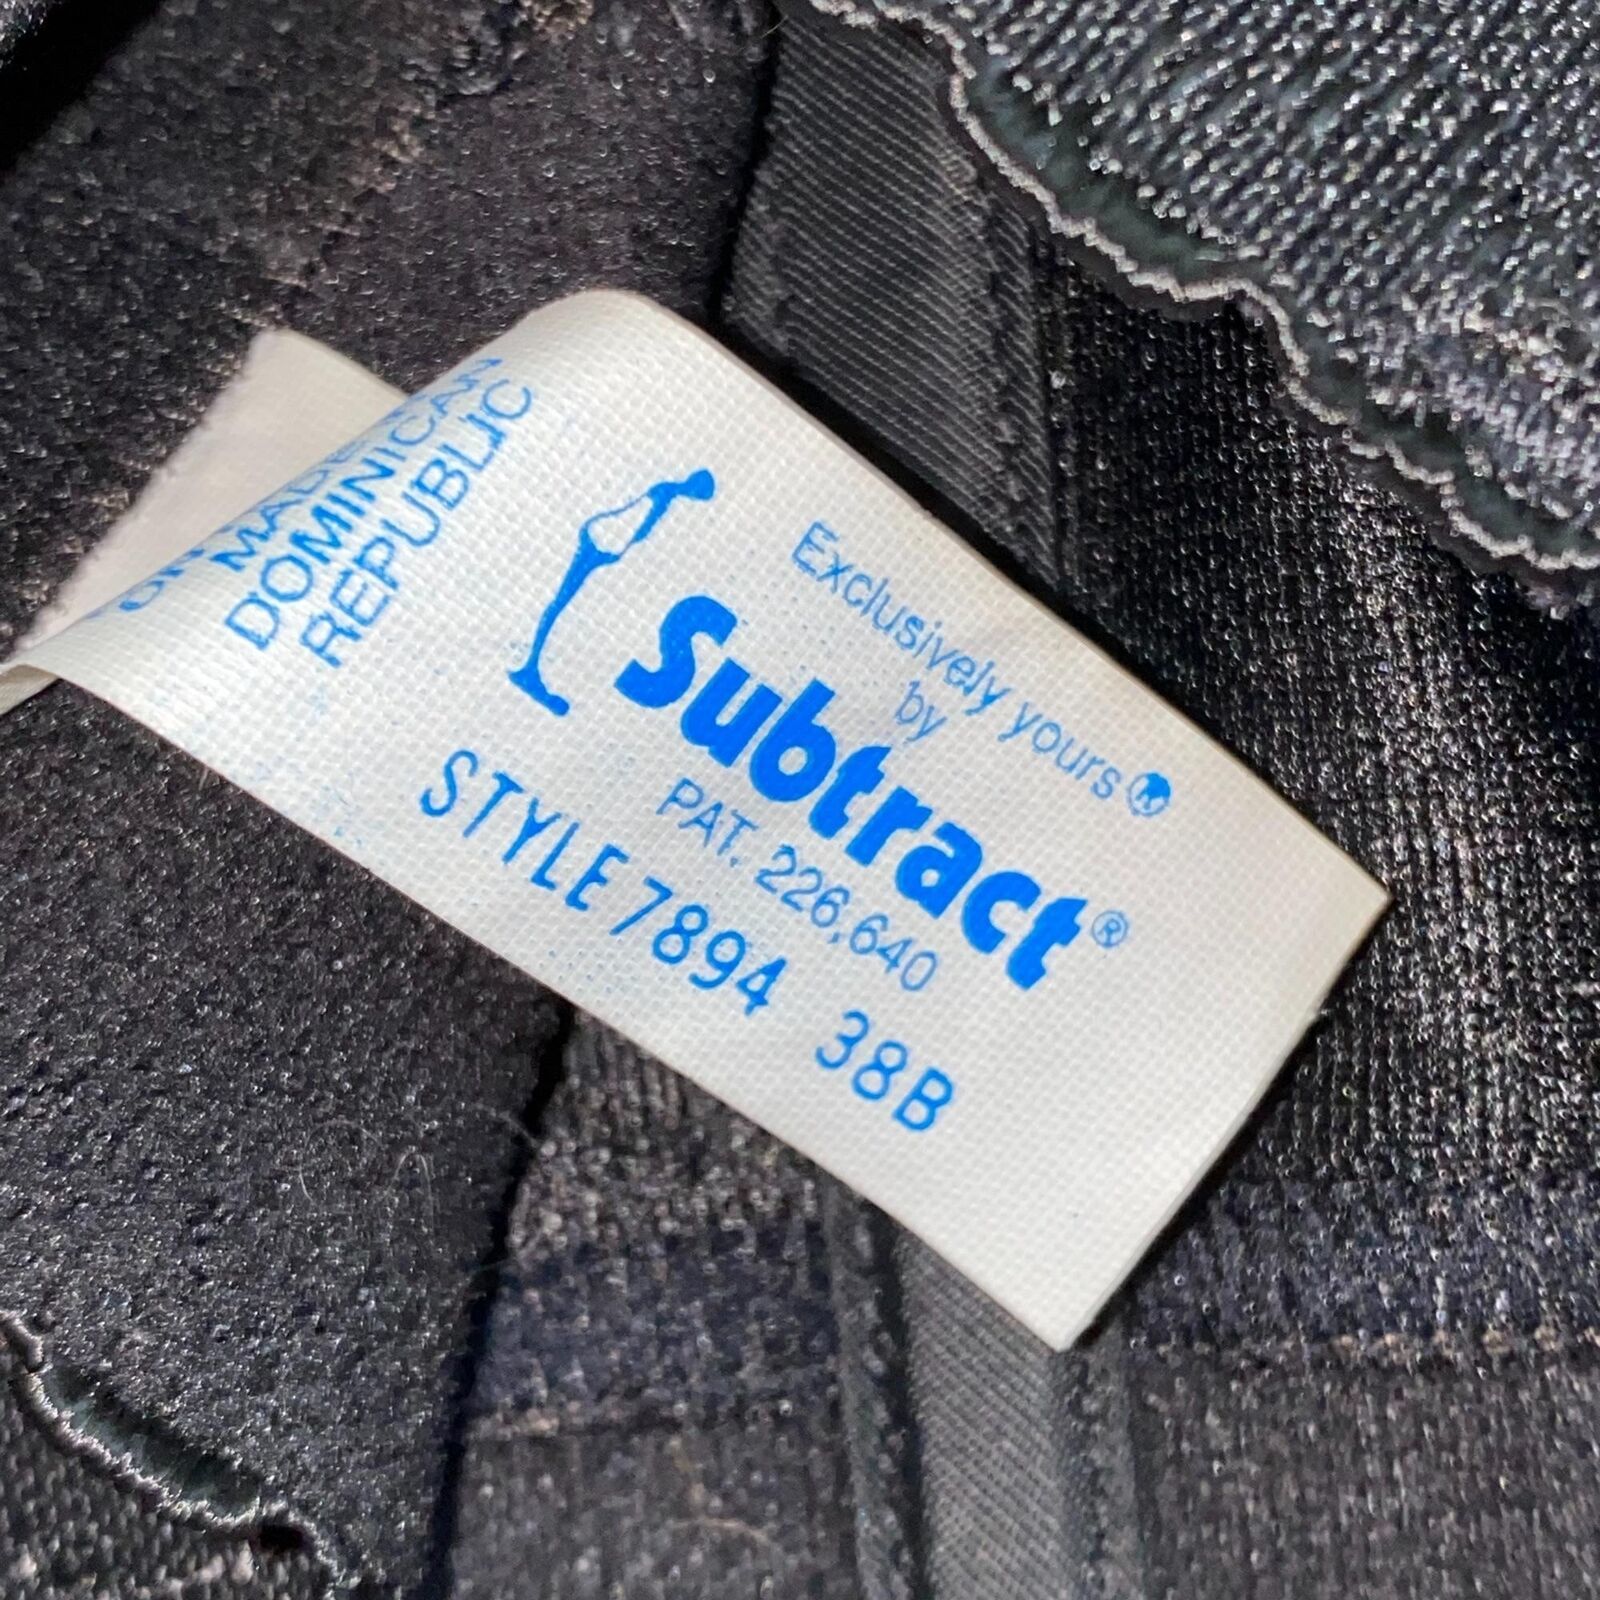 Exclusively yours
by
Subtract®
PAT. 226,640
STYLE 7894 38B
MADE IN
DOMINICAN
REPUBLIC